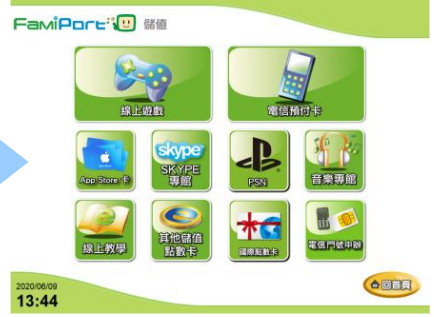 FamiPort 儲值
線上遊戲
電信預付卡
App Store 卡
skype
SKYPE
專館
PSN
音樂專館
線上教學
其他儲值
點數卡
國際點數卡
電信門號申辦
2020/06/09
13:44
回首頁